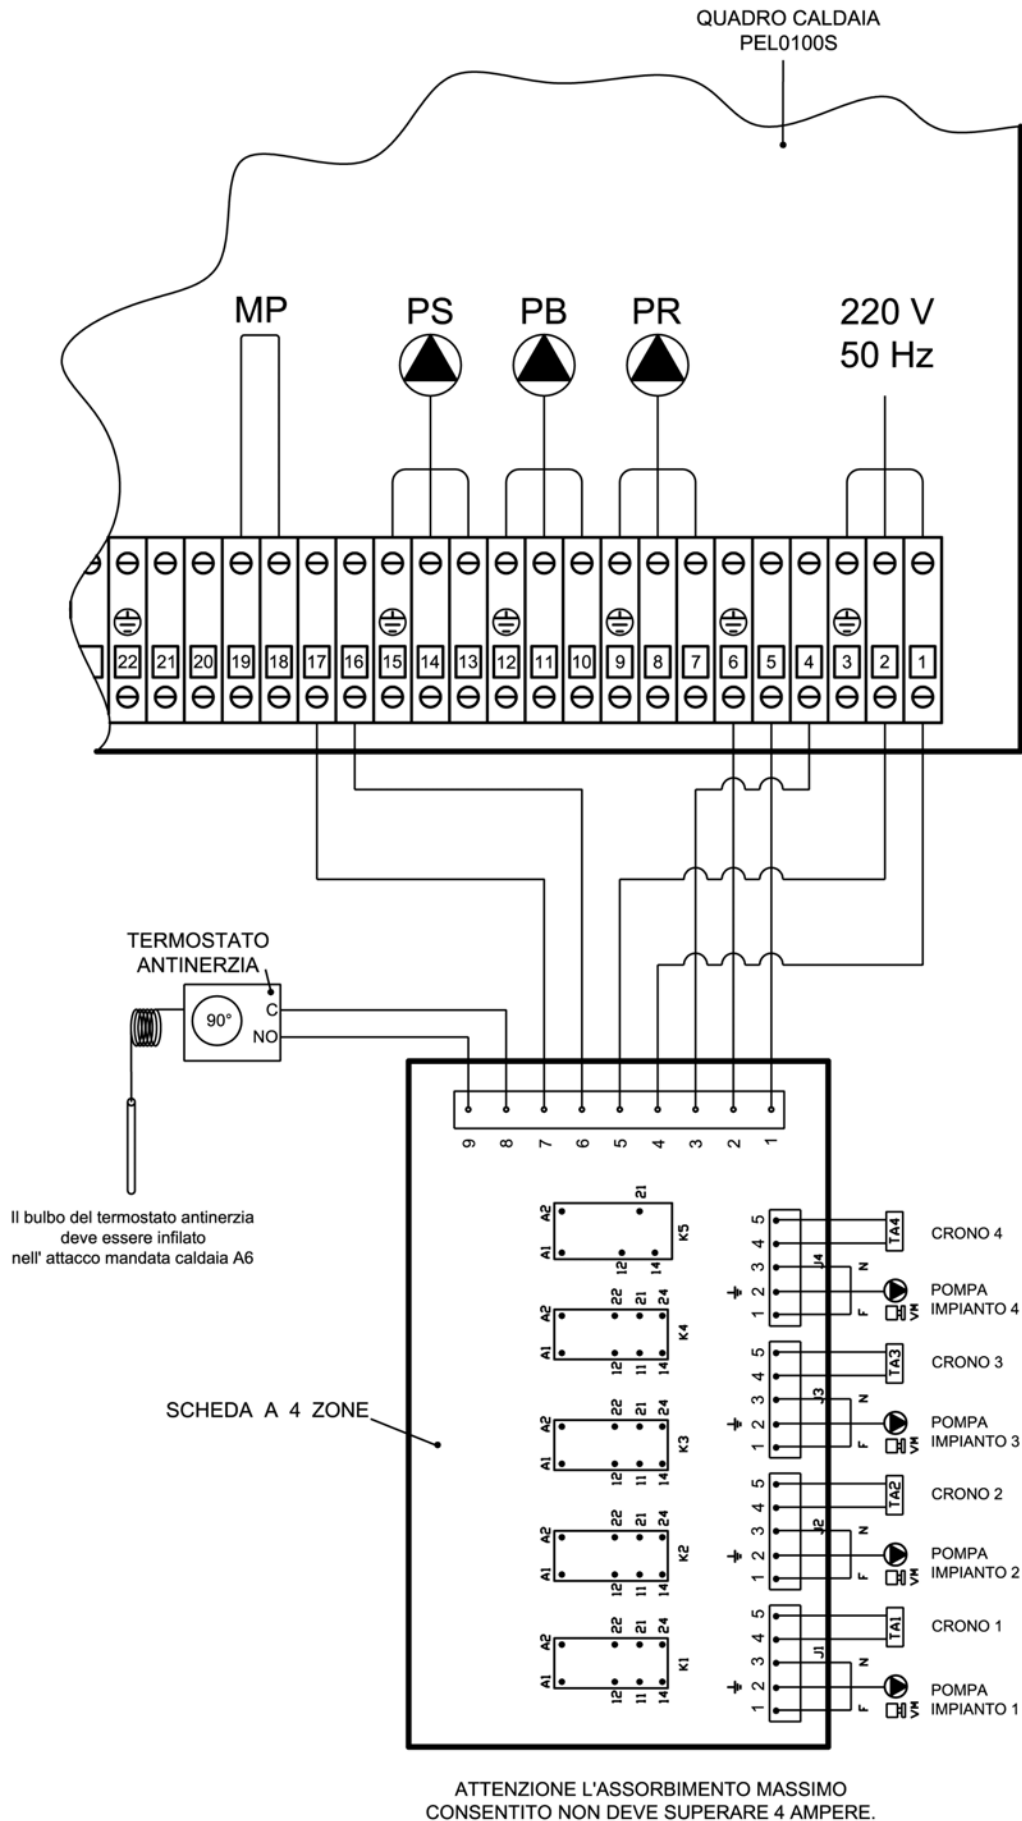 QUADRO CALDAIA
PEL0100S
MP
PS
PB
PR
220 V
50 Hz
22 21 20 19 18 17 16 15 14 13 12 11 10 9 8 7 6 5 4 3 2 1
TERMOSTATO
ANTINERZIA
90°
C
NO
Il bulbo del termostato antinerzia
deve essere infilato
nell' attacco mandata caldaia A6
9 8 7 6 5 4 3 2 1
A2 21
A1 12 14
K5
A2 22 21 24
A1 12 11 14
K4
A2 22 21 24
A1 12 11 14
K3
A2 22 21 24
A1 12 11 14
K2
A2 22 21 24
A1 12 11 14
K1
SCHEDA A 4 ZONE
5
4
3
2
1
J4
N
F
TA4
CRONO 4
VM
POMPA
IMPIANTO 4
5
4
3
2
1
J3
N
F
TA3
CRONO 3
VM
POMPA
IMPIANTO 3
5
4
3
2
1
J2
N
F
TA2
CRONO 2
VM
POMPA
IMPIANTO 2
5
4
3
2
1
J1
N
F
TA1
CRONO 1
VM
POMPA
IMPIANTO 1
ATTENZIONE L'ASSORBIMENTO MASSIMO
CONSENTITO NON DEVE SUPERARE 4 AMPERE.